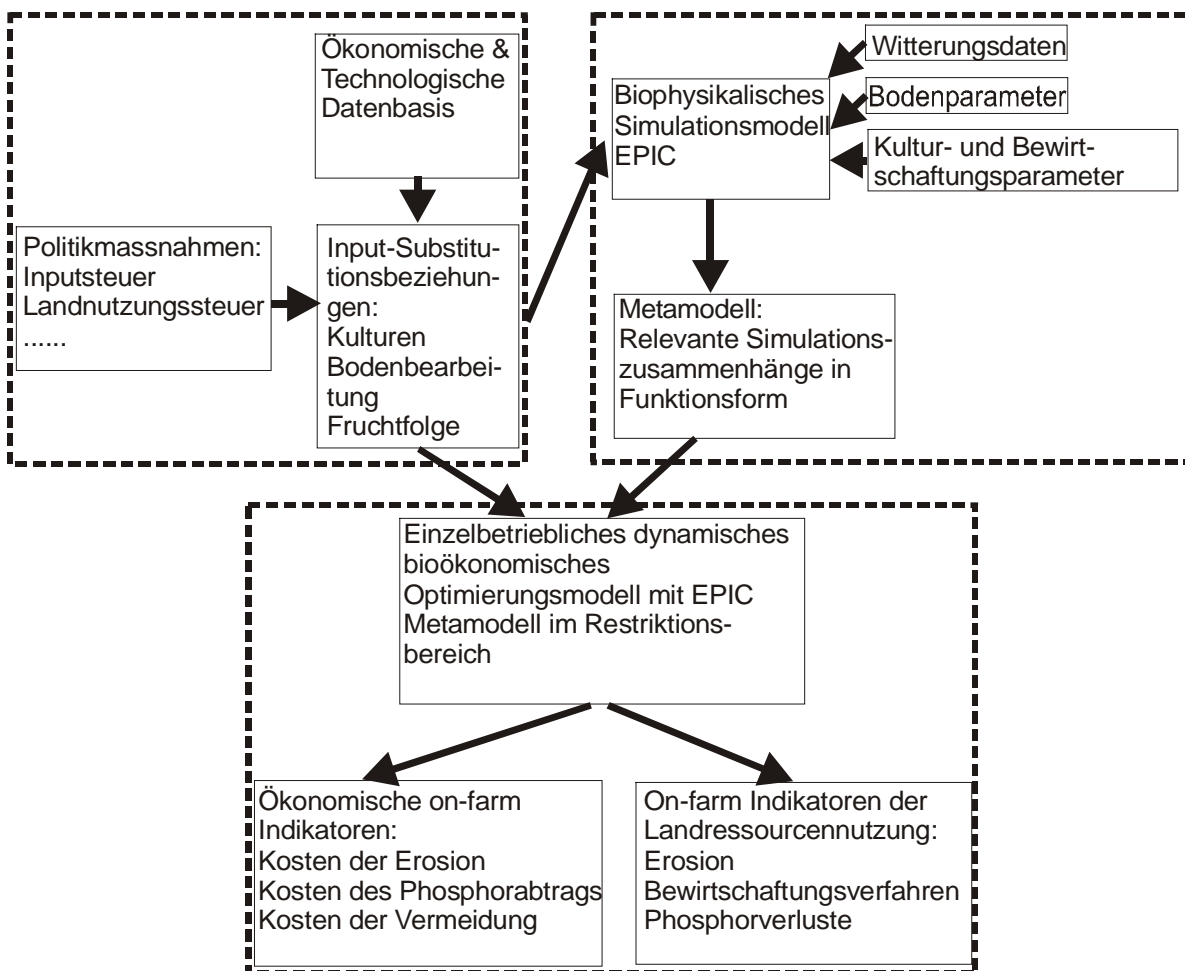 Ökonomische &
Technologische
Datenbasis
Politikmassnahmen:
Inputsteuer
Landnutzungssteuer
......
Input-Substitu-
tionsbeziehun-
gen:
Kulturen
Bodenbearbei-
tung
Fruchtfolge
Biophysikalisches
Simulationsmodell
EPIC
Witterungsdaten
Bodenparameter
Kultur- und Bewirt-
schaftungsparameter
Metamodell:
Relevante Simulations-
zusammenhänge in
Funktionsform
Einzelbetriebliches dynamisches
bioökonomisches
Optimierungsmodell mit EPIC
Metamodell im Restriktions-
bereich
Ökonomische on-farm
Indikatoren:
Kosten der Erosion
Kosten des Phosphorabtrags
Kosten der Vermeidung
On-farm Indikatoren der
Landressourcennutzung:
Erosion
Bewirtschaftungsverfahren
Phosphorverluste